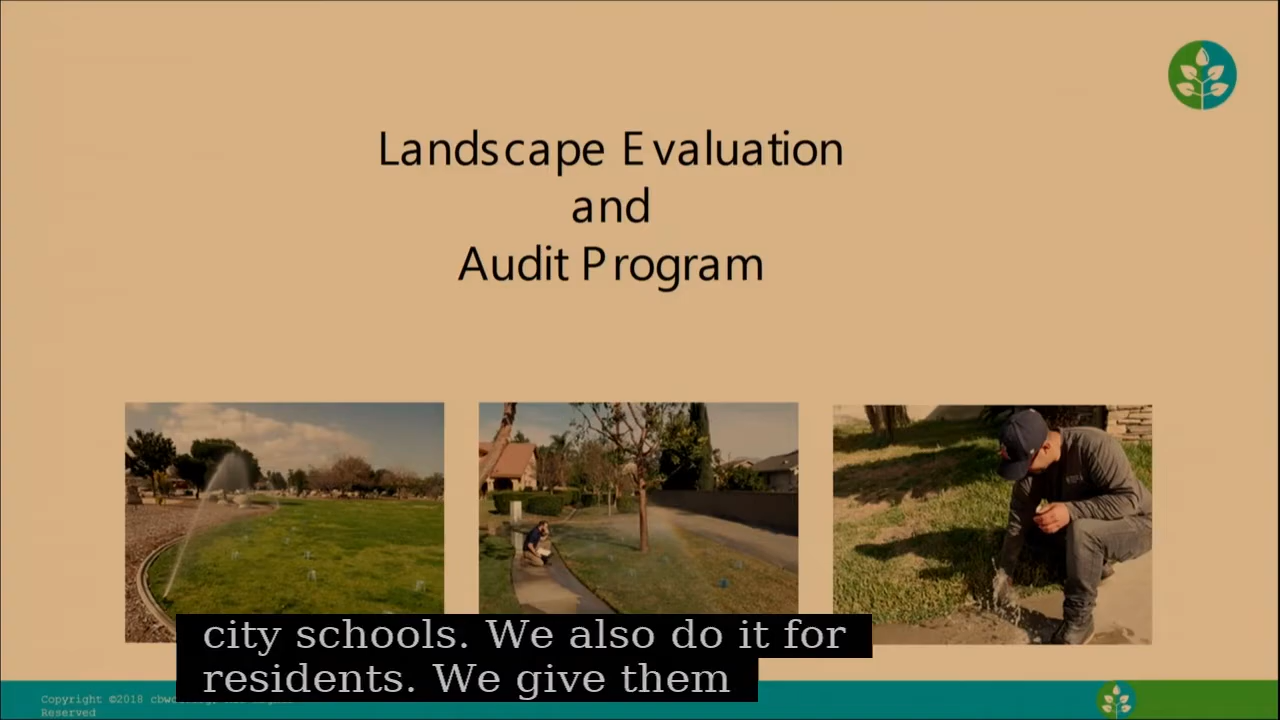 Landscape Evaluation
and
Audit Program
city schools. We also do it for
residents. We give them
Copyright ©2018
Reserved